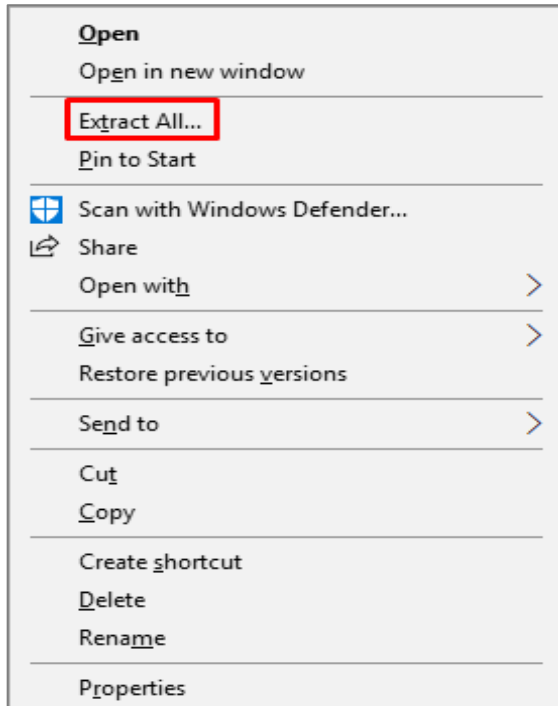 Open
Open in new window
Extract All...
Pin to Start
Scan with Windows Defender...
Share
Open with
Give access to
Restore previous versions
Send to
Cut
Copy
Create shortcut
Delete
Rename
Properties